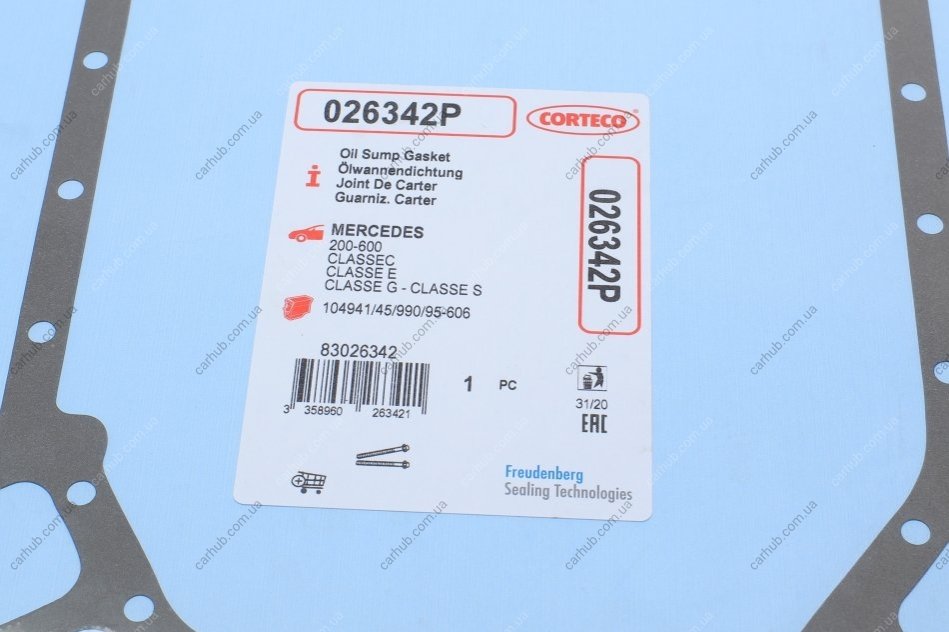 026342P
CORTECO®
Oil Sump Gasket
Ölwannendichtung
Joint De Carter
Guarniz. Carter
026342P
MERCEDES
200-600
CLASSEC
CLASSE E
CLASSE G - CLASSE S
104941/45/990/95-606
83026342
3 358960 263421
1 PC
31/20
EAC
Freudenberg
Sealing Technologies
carhub.com.ua